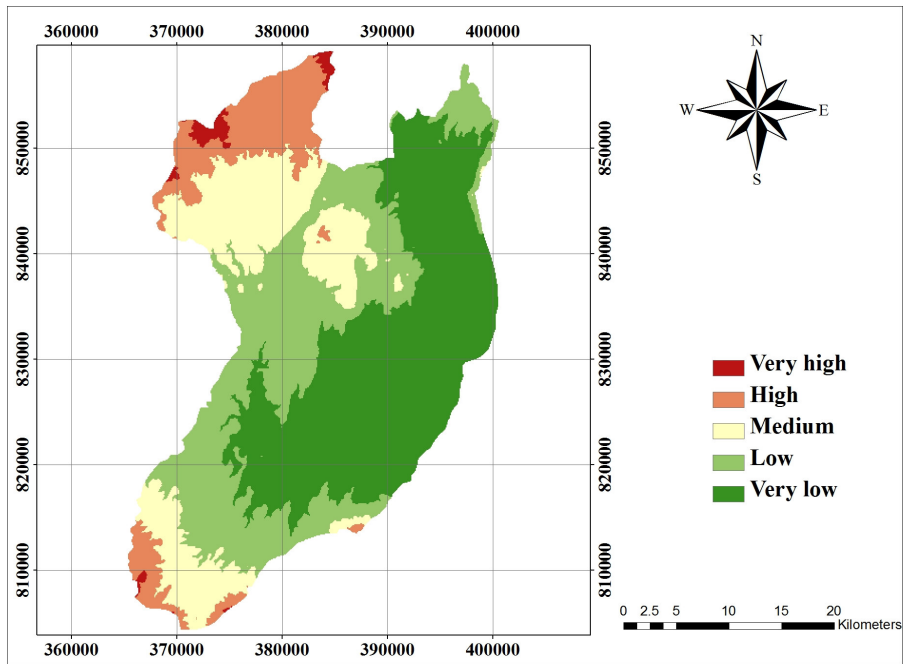 360000 370000 380000 390000 400000
N
W E
S
850000 850000
840000 840000
830000 830000
820000 820000
810000 810000
Very high
High
Medium
Low
Very low
0 2.5 5 10 15 20
Kilometers
360000 370000 380000 390000 400000